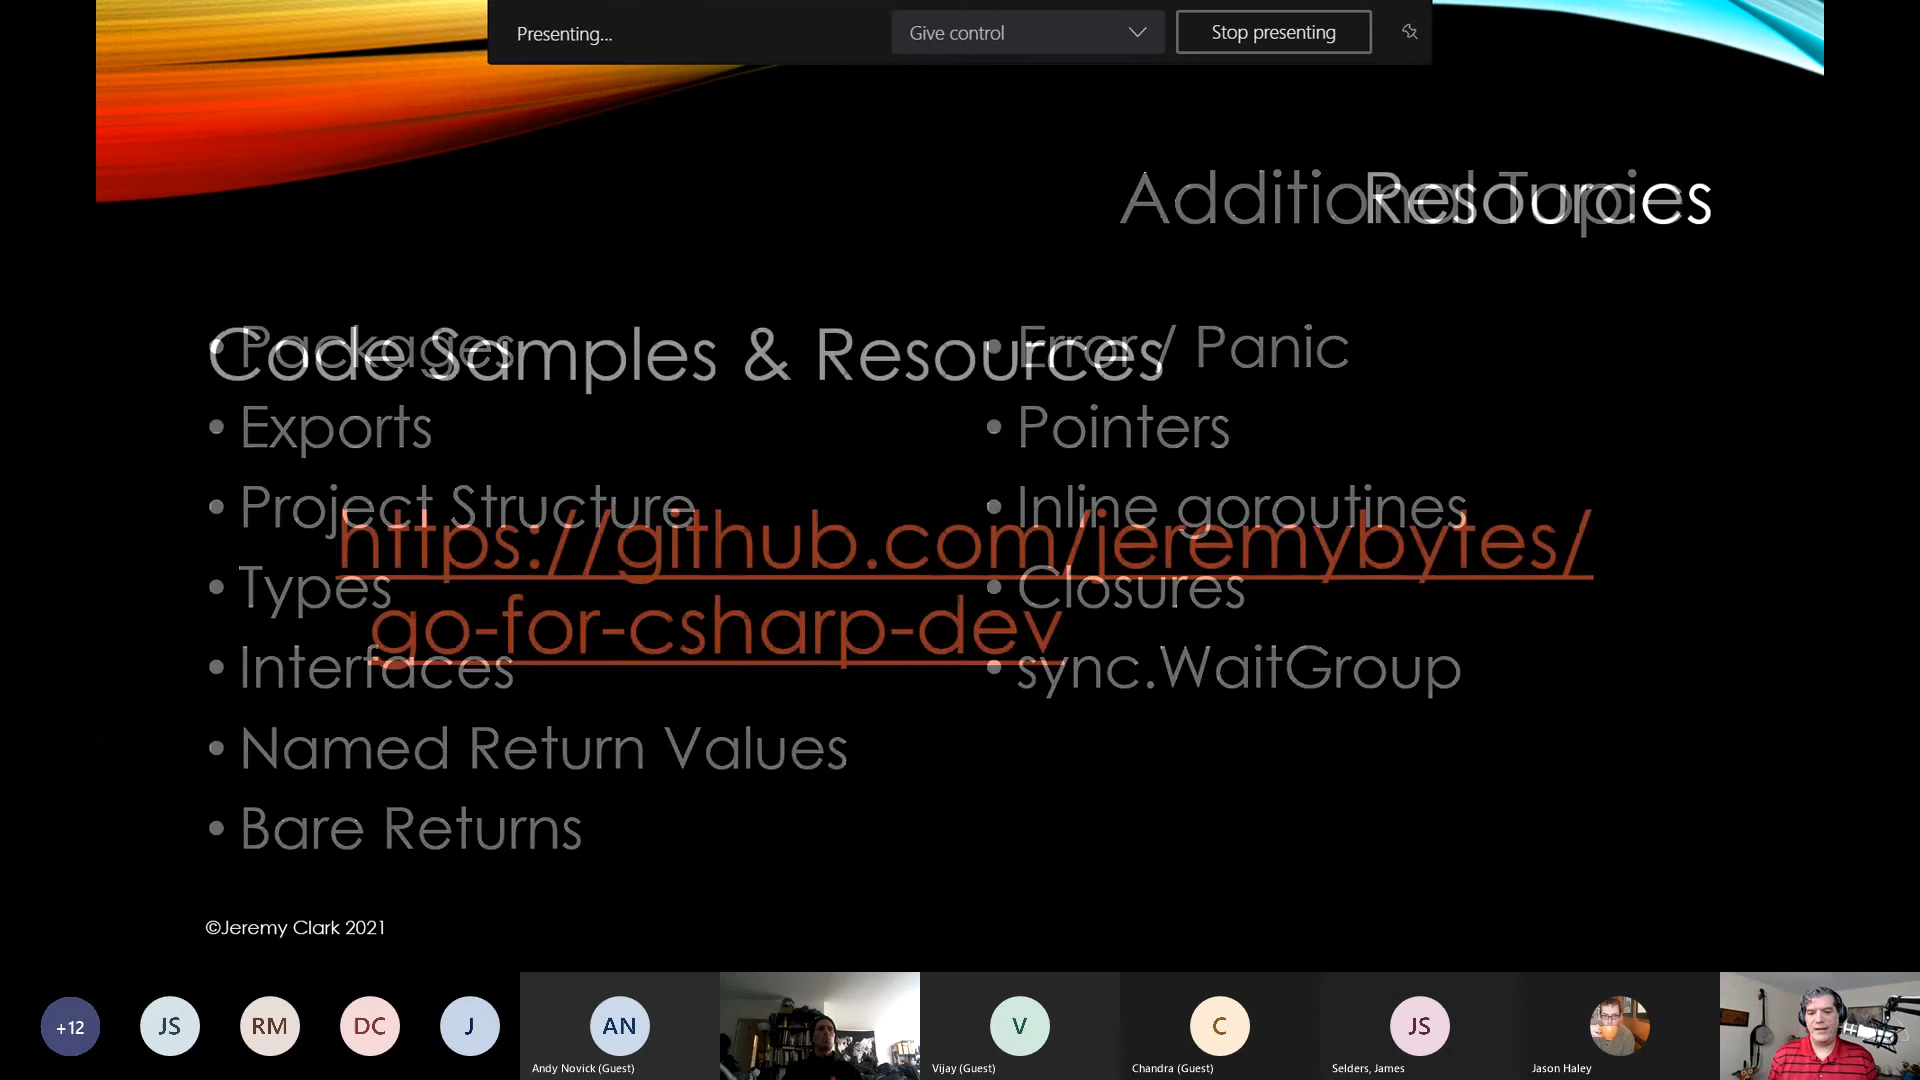 Presenting...
Give control
Stop presenting
Additional Topics
Resources
Code Samples & Resources
• Packages
• Exports
• Project Structure
• Types
• Interfaces
• Named Return Values
• Bare Returns
• Error / Panic
• Pointers
• Inline goroutines
• Closures
• sync.WaitGroup
https://github.com/jeremybytes/
go-for-csharp-dev
©Jeremy Clark 2021
+12
JS
RM
DC
J
AN
Andy Novick (Guest)
V
Vijay (Guest)
C
Chandra (Guest)
JS
Selders, James
Jason Haley